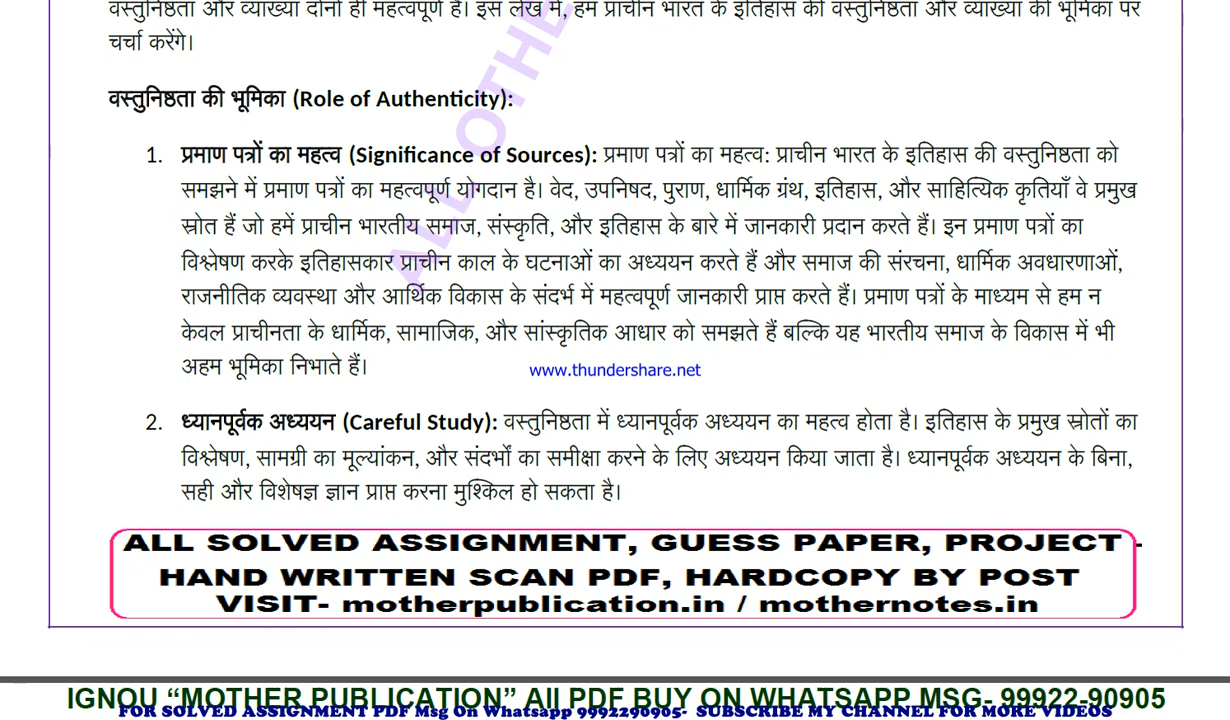 वस्तुनिष्ठता और व्याख्या दोनों ही महत्वपूर्ण हैं। इस लेख में, हम प्राचीन भारत के इतिहास की वस्तुनिष्ठता और व्याख्या की भूमिका पर
चर्चा करेंगे।
वस्तुनिष्ठता की भूमिका (Role of Authenticity):
1. प्रमाण पत्रों का महत्व (Significance of Sources): प्रमाण पत्रों का महत्व: प्राचीन भारत के इतिहास की वस्तुनिष्ठता को
समझने में प्रमाण पत्रों का महत्वपूर्ण योगदान है। वेद, उपनिषद, पुराण, धार्मिक ग्रंथ, इतिहास, और साहित्यिक कृतियाँ वे प्रमुख
स्रोत हैं जो हमें प्राचीन भारतीय समाज, संस्कृति, और इतिहास के बारे में जानकारी प्रदान करते हैं। इन प्रमाण पत्रों का
विश्लेषण करके इतिहासकार प्राचीन काल के घटनाओं का अध्ययन करते हैं और समाज की संरचना, धार्मिक अवधारणाओं,
राजनीतिक व्यवस्था और आर्थिक विकास के संदर्भ में महत्वपूर्ण जानकारी प्राप्त करते हैं। प्रमाण पत्रों के माध्यम से हम न
केवल प्राचीनता के धार्मिक, सामाजिक, और सांस्कृतिक आधार को समझते हैं बल्कि यह भारतीय समाज के विकास में भी
अहम भूमिका निभाते हैं।
www.thundershare.net
2. ध्यानपूर्वक अध्ययन (Careful Study): वस्तुनिष्ठता में ध्यानपूर्वक अध्ययन का महत्व होता है। इतिहास के प्रमुख स्रोतों का
विश्लेषण, सामग्री का मूल्यांकन, और संदर्भों का समीक्षा करने के लिए अध्ययन किया जाता है। ध्यानपूर्वक अध्ययन के बिना,
सही और विशेषज्ञ ज्ञान प्राप्त करना मुश्किल हो सकता है।
ALL OTHE
ALL SOLVED ASSIGNMENT, GUESS PAPER, PROJECT -
HAND WRITTEN SCAN PDF, HARDCOPY BY POST
VISIT- motherpublication.in / mothernotes.in
IGNOU “MOTHER PUBLICATION” All PDF BUY ON WHATSAPP MSG- 99922-90905
FOR SOLVED ASSIGNMENT PDF Msg On Whatsapp 9992290905- SUBSCRIBE MY CHANNEL FOR MORE VIDEOS